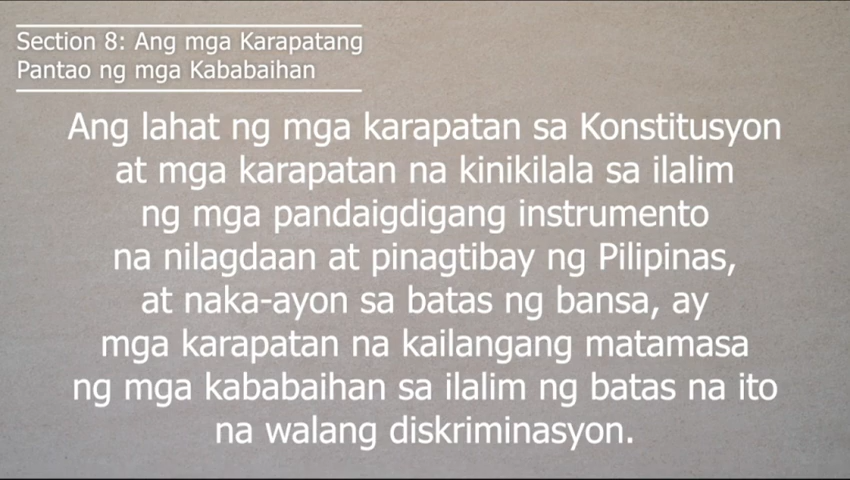 Section 8: Ang mga Karapatang
Pantao ng mga Kababaihan
Ang lahat ng mga karapatan sa Konstitusyon
at mga karapatan na kinikilala sa ilalim
ng mga pandaigdigang instrumento
na nilagdaan at pinagtibay ng Pilipinas,
at naka-ayon sa batas ng bansa, ay
mga karapatan na kailangang matamasa
ng mga kababaihan sa ilalim ng batas na ito
na walang diskriminasyon.